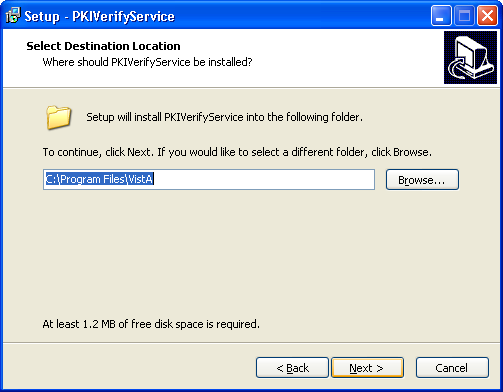 Setup - PKIVerifyService
Select Destination Location
Where should PKIVerifyService be installed?
Setup will install PKIVerifyService into the following folder.
To continue, click Next. If you would like to select a different folder, click Browse.
C:\Program Files\VistA
Browse...
At least 1.2 MB of free disk space is required.
< Back
Next >
Cancel